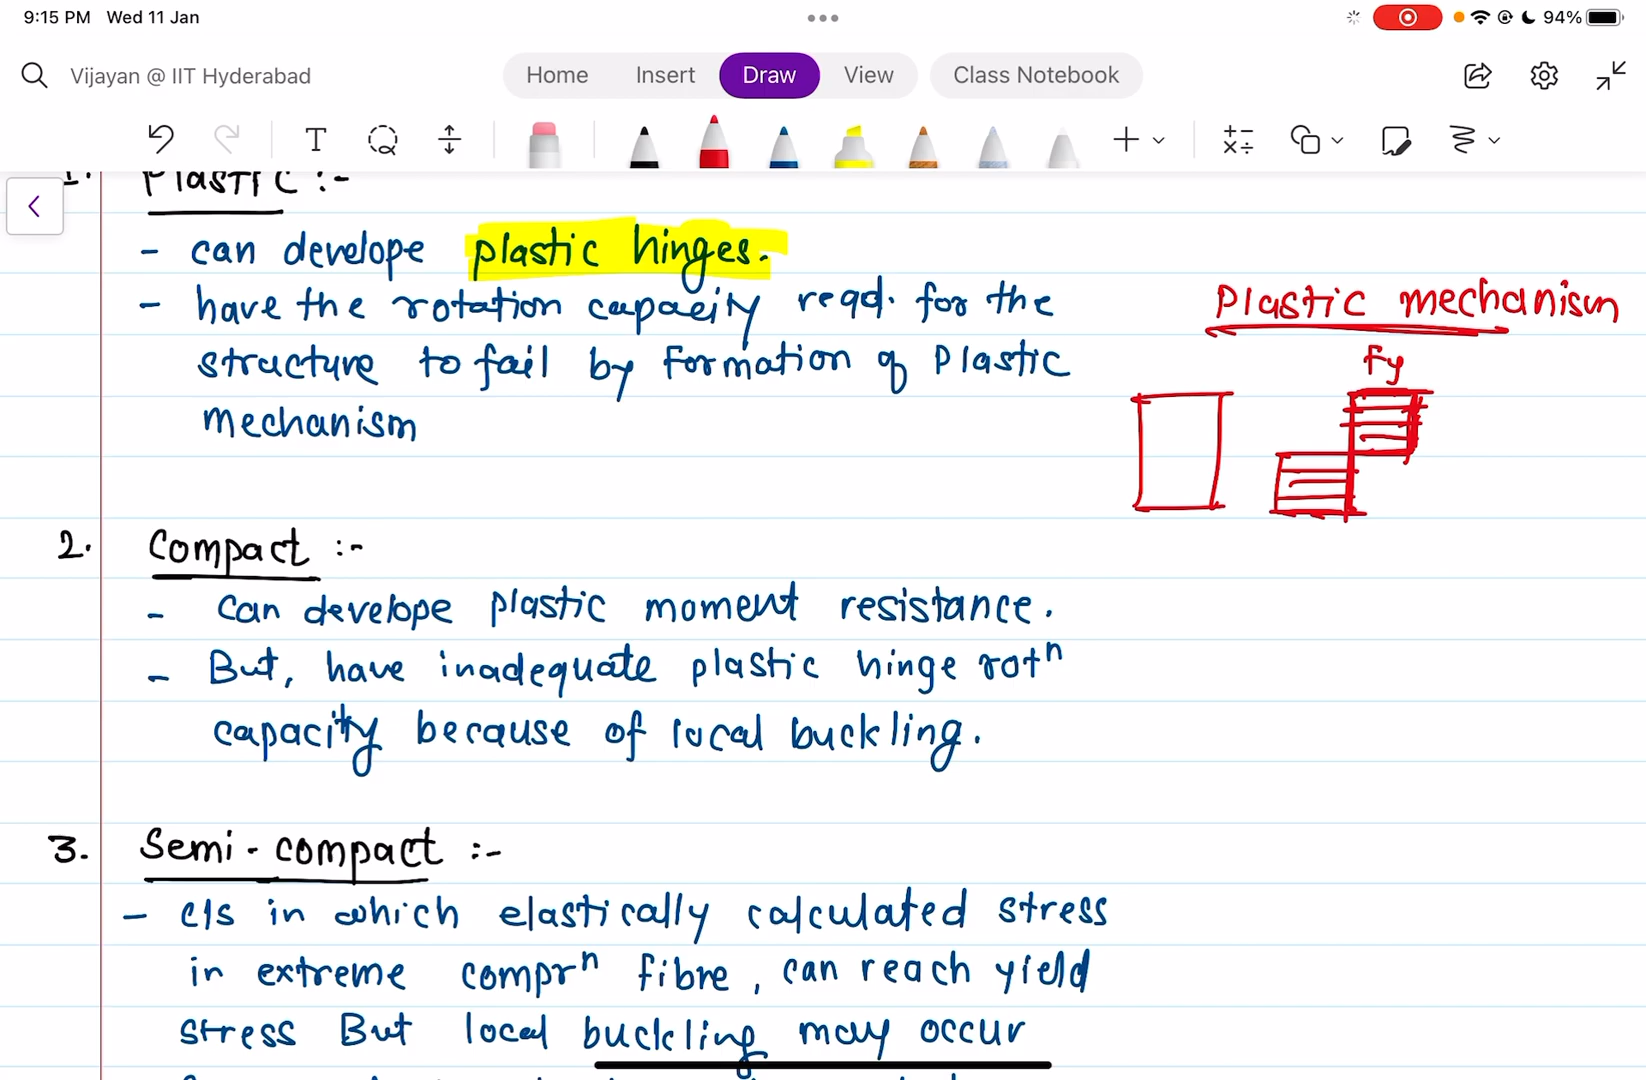 9:15 PM Wed 11 Jan
94%
Vijayan @ IIT Hyderabad
Home Insert Draw View Class Notebook
1. Plastic :-
- can develope plastic hinges.
- have the rotation capacity reqd. for the
structure to fail by formation of plastic
mechanism
Plastic mechanism
Fy
2. Compact :-
- Can develope plastic moment resistance.
- But, have inadequate plastic hinge rotⁿ
capacity because of local buckling.
3. Semi-compact :-
- c/s in which elastically calculated stress
in extreme comprⁿ fibre, can reach yield
stress But local buckling may occur